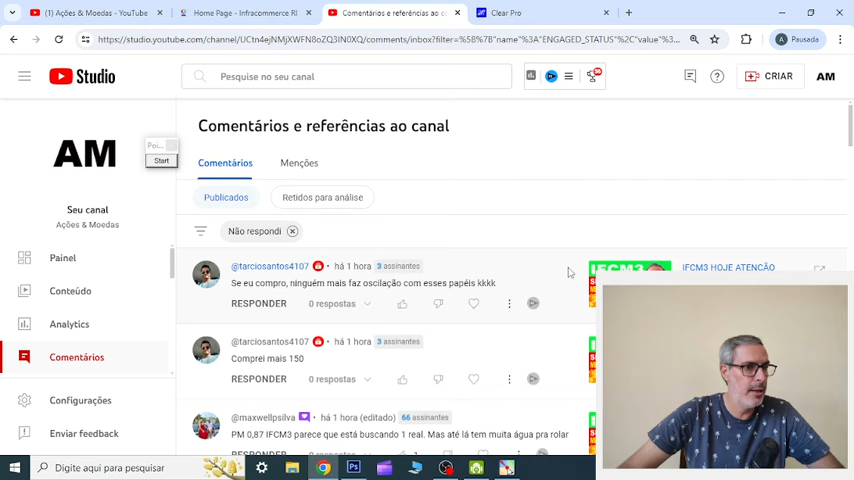 (1) Ações & Moedas - YouTube
Home Page - Infracommerce RI
Comentários e referências ao ca
Clear Pro
https://studio.youtube.com/channel/UCtn4ejNMjXWFN8oZQ3IN0XQ/comments/inbox?filter=%5B%7B"name"%3A"ENGAGED_STATUS"%2C"value"%...
A Pausada
Studio
Pesquise no seu canal
CRIAR
AM
AM
Poi...
Start
Seu canal
Ações & Moedas
Painel
Conteúdo
Analytics
Comentários
Configurações
Enviar feedback
Comentários e referências ao canal
Comentários
Menções
Publicados
Retidos para análise
Não respondi
@tarciosantos4107 há 1 hora 3 assinantes
Se eu compro, ninguém mais faz oscilação com esses papéis kkkk
RESPONDER 0 respostas
IFCM3
IFCM3 HOJE ATENÇÃO
@tarciosantos4107 há 1 hora 3 assinantes
Comprei mais 150
RESPONDER 0 respostas
@maxwellpsilva há 1 hora (editado) 66 assinantes
PM 0,87 IFCM3 parece que está buscando 1 real. Mas até lá tem muita água pra rolar
Digite aqui para pesquisar